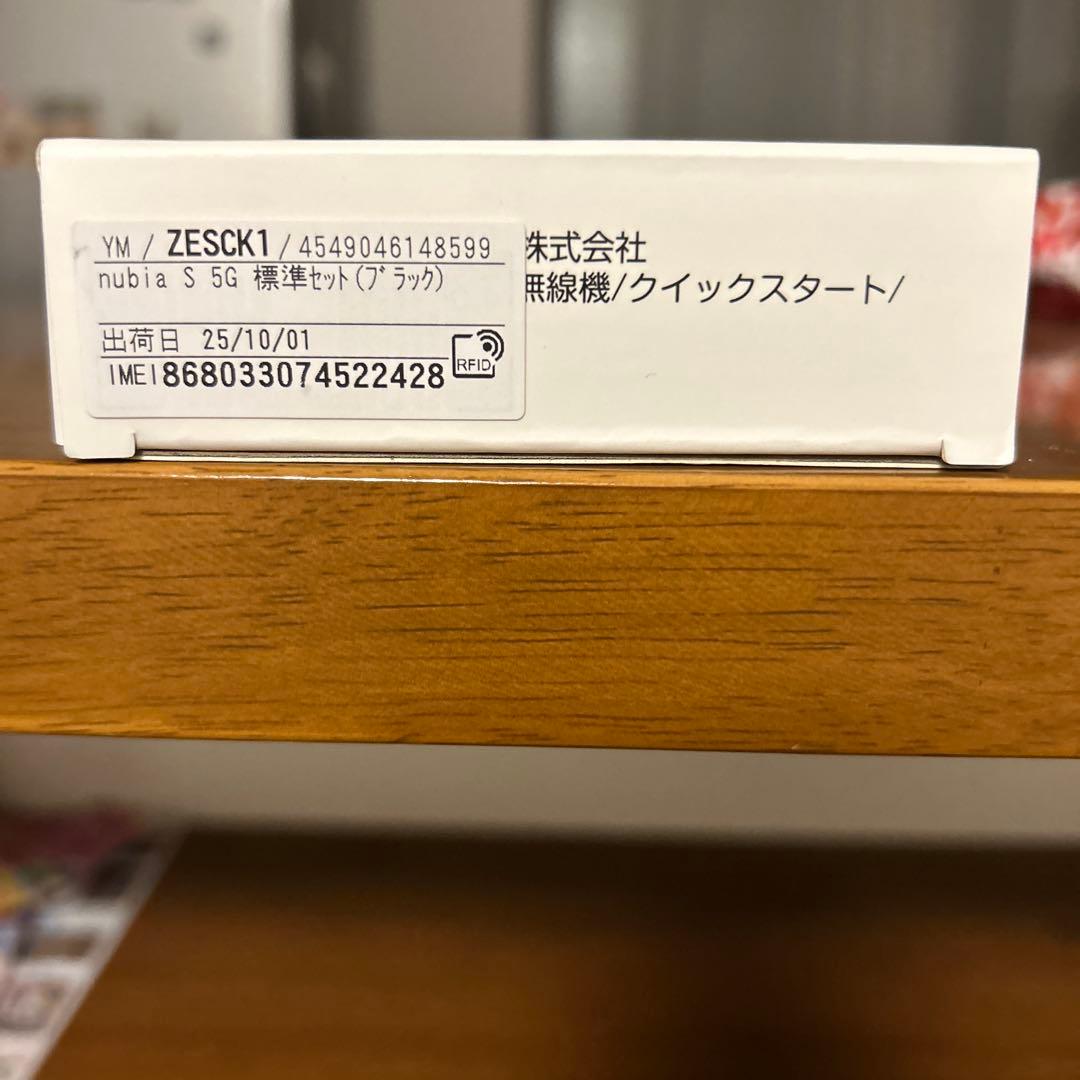 YM / ZESCK1 / 4549046148599
nubia S 5G 標準ｾｯﾄ(ﾌﾞﾗｯｸ)
出荷日 25/10/01
IMEI 868033074522428
RFID
株式会社
無線機/クイックスタート/